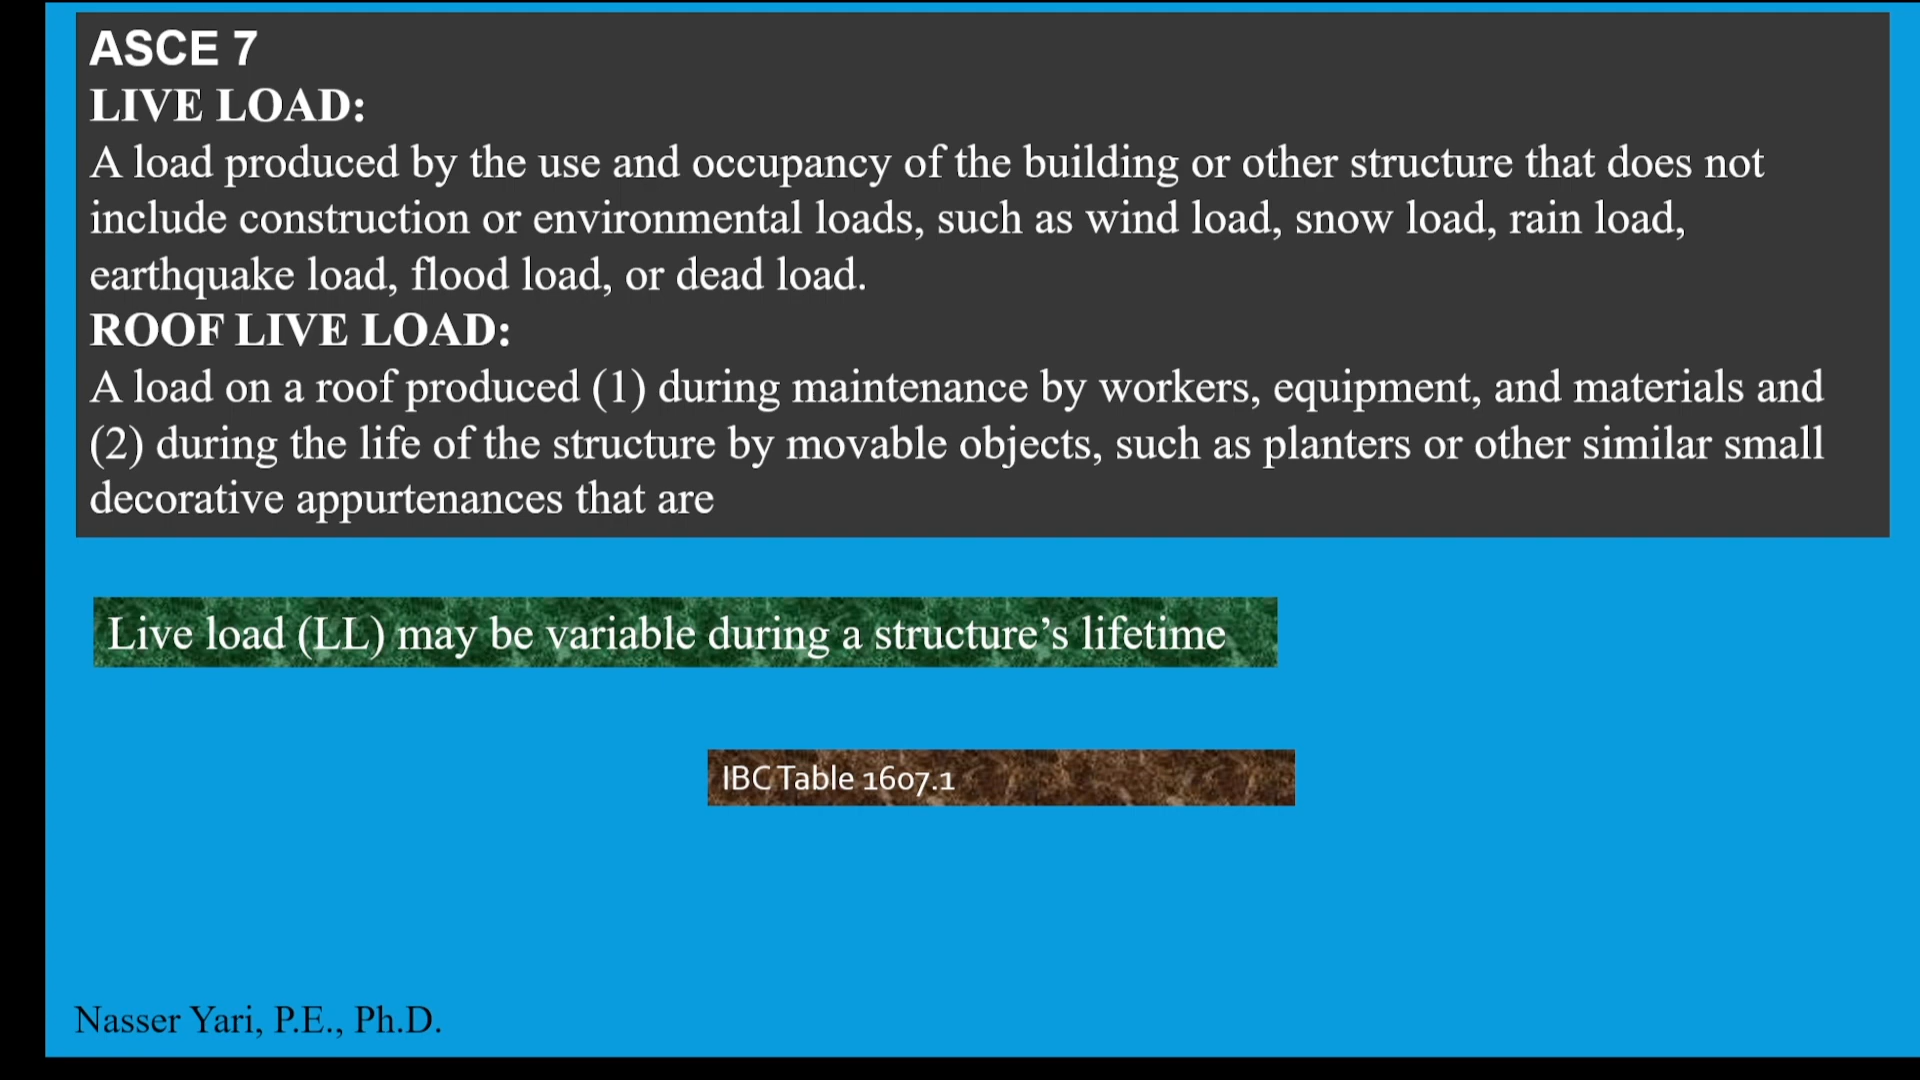 ASCE 7
LIVE LOAD:
A load produced by the use and occupancy of the building or other structure that does not
include construction or environmental loads, such as wind load, snow load, rain load,
earthquake load, flood load, or dead load.
ROOF LIVE LOAD:
A load on a roof produced (1) during maintenance by workers, equipment, and materials and
(2) during the life of the structure by movable objects, such as planters or other similar small
decorative appurtenances that are
Live load (LL) may be variable during a structure’s lifetime
IBC Table 1607.1
Nasser Yari, P.E., Ph.D.